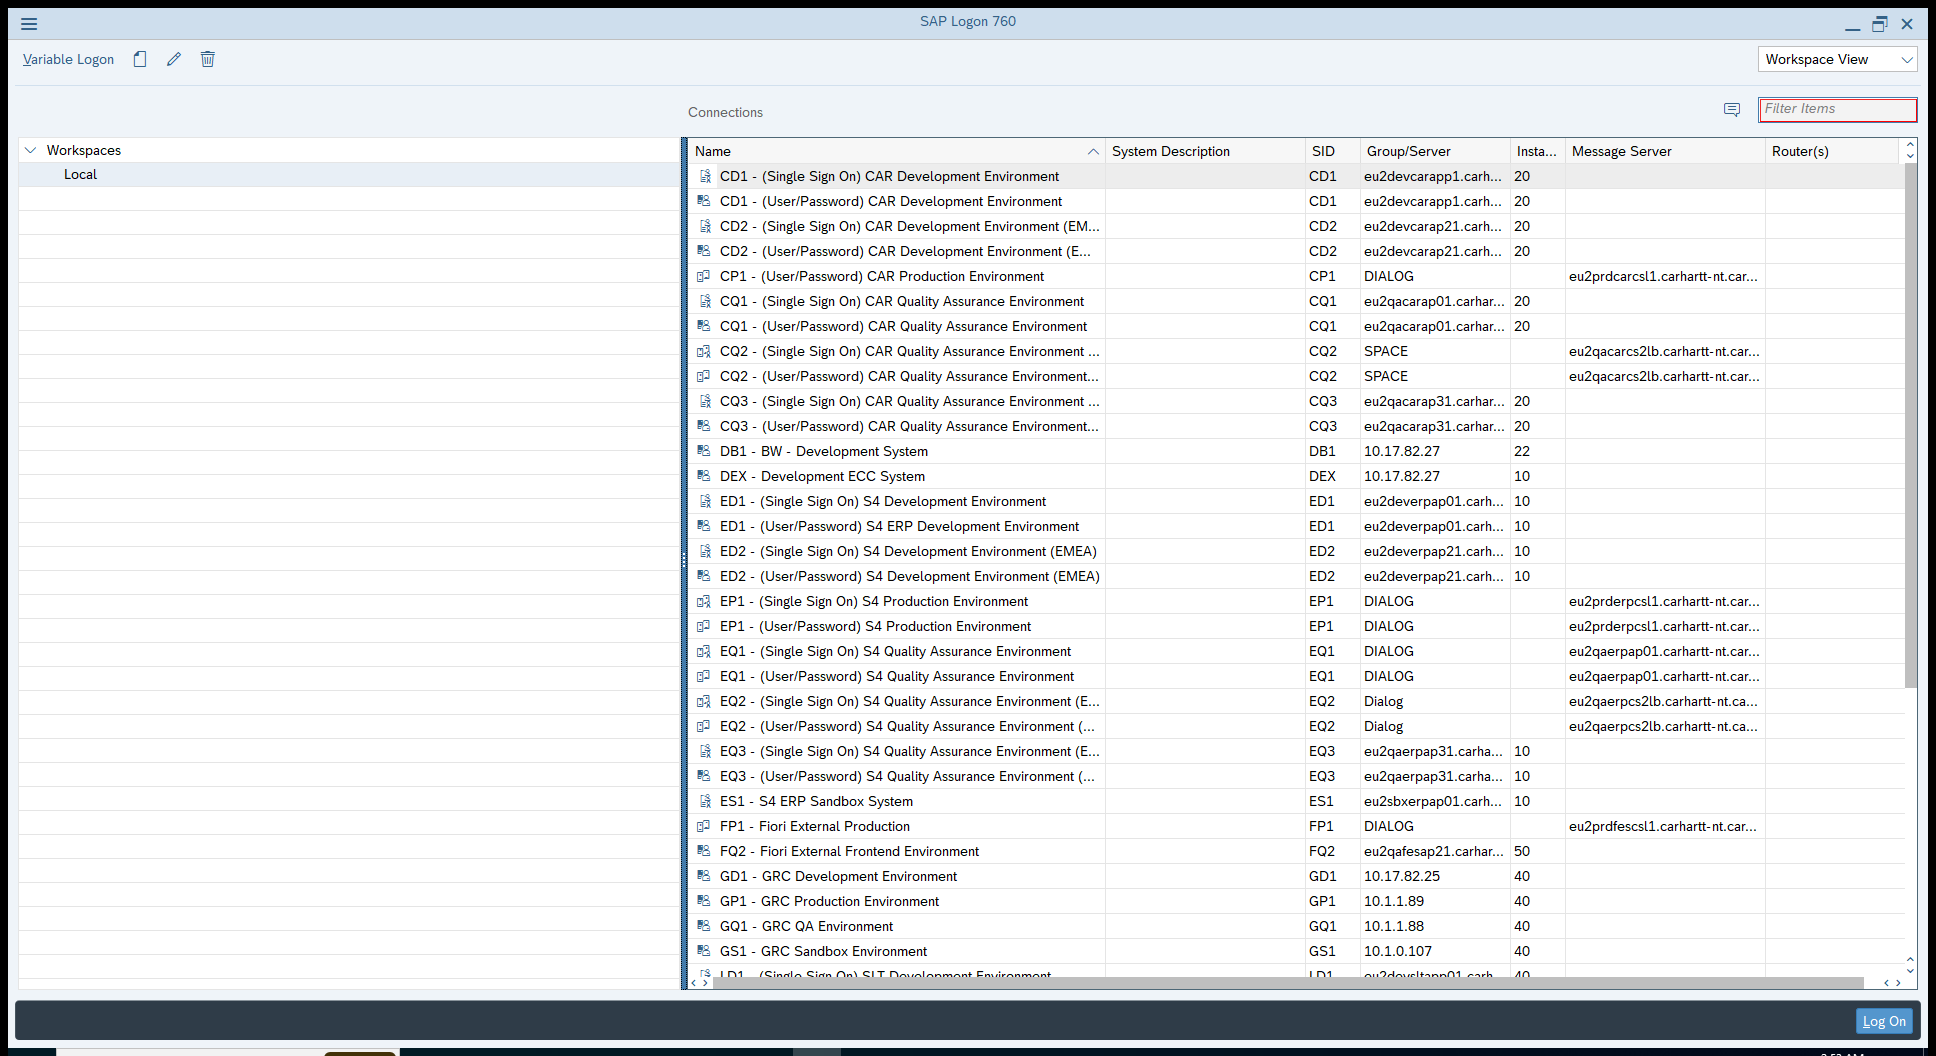 SAP Logon 760
Variable Logon
Workspace View
Connections
Filter Items
Workspaces
Local
Name System Description SID Group/Server Insta... Message Server Router(s)
CD1 - (Single Sign On) CAR Development Environment CD1 eu2devcarapp1.carh... 20
CD1 - (User/Password) CAR Development Environment CD1 eu2devcarapp1.carh... 20
CD2 - (Single Sign On) CAR Development Environment (EM... CD2 eu2devcarap21.carh... 20
CD2 - (User/Password) CAR Development Environment (E... CD2 eu2devcarap21.carh... 20
CP1 - (User/Password) CAR Production Environment CP1 DIALOG eu2prdcarcsl1.carhartt-nt.car...
CQ1 - (Single Sign On) CAR Quality Assurance Environment CQ1 eu2qacarap01.carhar... 20
CQ1 - (User/Password) CAR Quality Assurance Environment CQ1 eu2qacarap01.carhar... 20
CQ2 - (Single Sign On) CAR Quality Assurance Environment ... CQ2 SPACE eu2qacarcs2lb.carhartt-nt.car...
CQ2 - (User/Password) CAR Quality Assurance Environment... CQ2 SPACE eu2qacarcs2lb.carhartt-nt.car...
CQ3 - (Single Sign On) CAR Quality Assurance Environment ... CQ3 eu2qacarap31.carhar... 20
CQ3 - (User/Password) CAR Quality Assurance Environment... CQ3 eu2qacarap31.carhar... 20
DB1 - BW - Development System DB1 10.17.82.27 22
DEX - Development ECC System DEX 10.17.82.27 10
ED1 - (Single Sign On) S4 Development Environment ED1 eu2deverpap01.carh... 10
ED1 - (User/Password) S4 ERP Development Environment ED1 eu2deverpap01.carh... 10
ED2 - (Single Sign On) S4 Development Environment (EMEA) ED2 eu2deverpap21.carh... 10
ED2 - (User/Password) S4 Development Environment (EMEA) ED2 eu2deverpap21.carh... 10
EP1 - (Single Sign On) S4 Production Environment EP1 DIALOG eu2prderpcsl1.carhartt-nt.car...
EP1 - (User/Password) S4 Production Environment EP1 DIALOG eu2prderpcsl1.carhartt-nt.car...
EQ1 - (Single Sign On) S4 Quality Assurance Environment EQ1 DIALOG eu2qaerpap01.carhartt-nt.car...
EQ1 - (User/Password) S4 Quality Assurance Environment EQ1 DIALOG eu2qaerpap01.carhartt-nt.car...
EQ2 - (Single Sign On) S4 Quality Assurance Environment (E... EQ2 Dialog eu2qaerpcs2lb.carhartt-nt.ca...
EQ2 - (User/Password) S4 Quality Assurance Environment (... EQ2 Dialog eu2qaerpcs2lb.carhartt-nt.ca...
EQ3 - (Single Sign On) S4 Quality Assurance Environment (E... EQ3 eu2qaerpap31.carha... 10
EQ3 - (User/Password) S4 Quality Assurance Environment (... EQ3 eu2qaerpap31.carha... 10
ES1 - S4 ERP Sandbox System ES1 eu2sbxerpap01.carh... 10
FP1 - Fiori External Production FP1 DIALOG eu2prdfescsl1.carhartt-nt.car...
FQ2 - Fiori External Frontend Environment FQ2 eu2qafesap21.carhar... 50
GD1 - GRC Development Environment GD1 10.17.82.25 40
GP1 - GRC Production Environment GP1 10.1.1.89 40
GQ1 - GRC QA Environment GQ1 10.1.1.88 40
GS1 - GRC Sandbox Environment GS1 10.1.0.107 40
LD1 - (Single Sign On) SLT Development Environment LD1 eu2devsltapp01.carh... 40
Log On